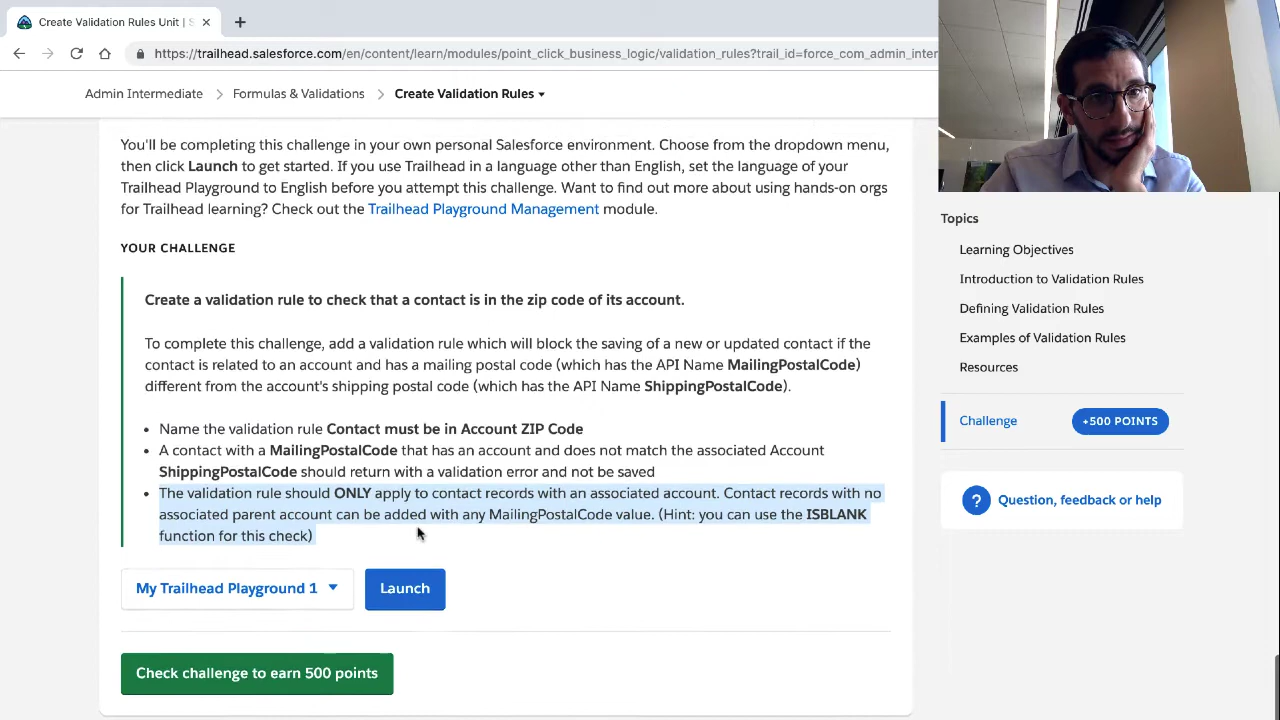 Create Validation Rules Unit | S
https://trailhead.salesforce.com/en/content/learn/modules/point_click_business_logic/validation_rules?trail_id=force_com_admin_inter
Admin Intermediate
Formulas & Validations
Create Validation Rules
You'll be completing this challenge in your own personal Salesforce environment. Choose from the dropdown menu,
then click Launch to get started. If you use Trailhead in a language other than English, set the language of your
Trailhead Playground to English before you attempt this challenge. Want to find out more about using hands-on orgs
for Trailhead learning? Check out the Trailhead Playground Management module.
YOUR CHALLENGE
Create a validation rule to check that a contact is in the zip code of its account.
To complete this challenge, add a validation rule which will block the saving of a new or updated contact if the
contact is related to an account and has a mailing postal code (which has the API Name MailingPostalCode)
different from the account's shipping postal code (which has the API Name ShippingPostalCode).
• Name the validation rule Contact must be in Account ZIP Code
• A contact with a MailingPostalCode that has an account and does not match the associated Account
ShippingPostalCode should return with a validation error and not be saved
• The validation rule should ONLY apply to contact records with an associated account. Contact records with no
associated parent account can be added with any MailingPostalCode value. (Hint: you can use the ISBLANK
function for this check)
My Trailhead Playground 1
Launch
Check challenge to earn 500 points
Topics
Learning Objectives
Introduction to Validation Rules
Defining Validation Rules
Examples of Validation Rules
Resources
Challenge
+500 POINTS
? Question, feedback or help